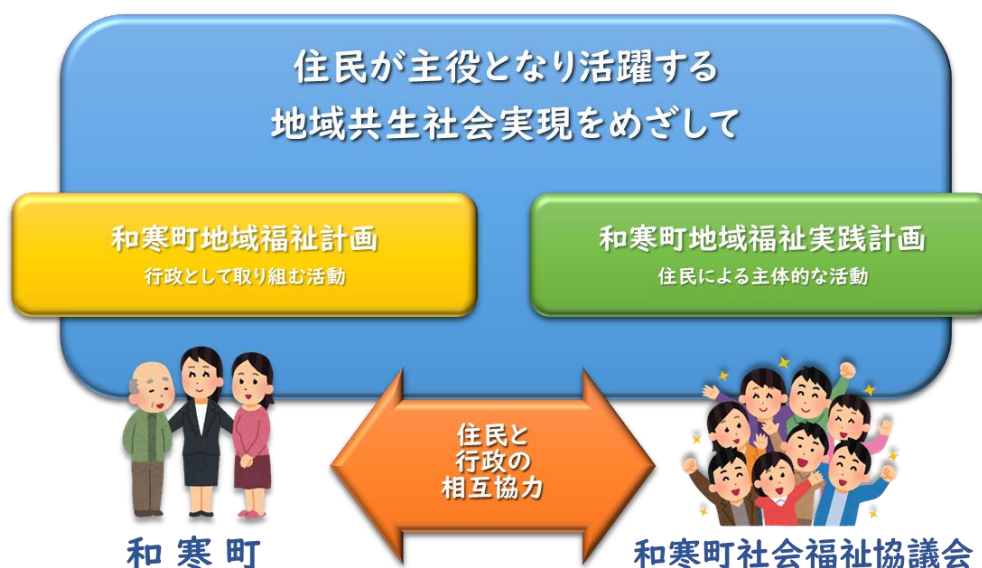 住民が主役となり活躍する
地域共生社会実現をめざして
和寒町地域福祉計画
行政として取り組む活動
和寒町地域福祉実践計画
住民による主体的な活動
住民と
行政の
相互協力
和寒町
和寒町社会福祉協議会